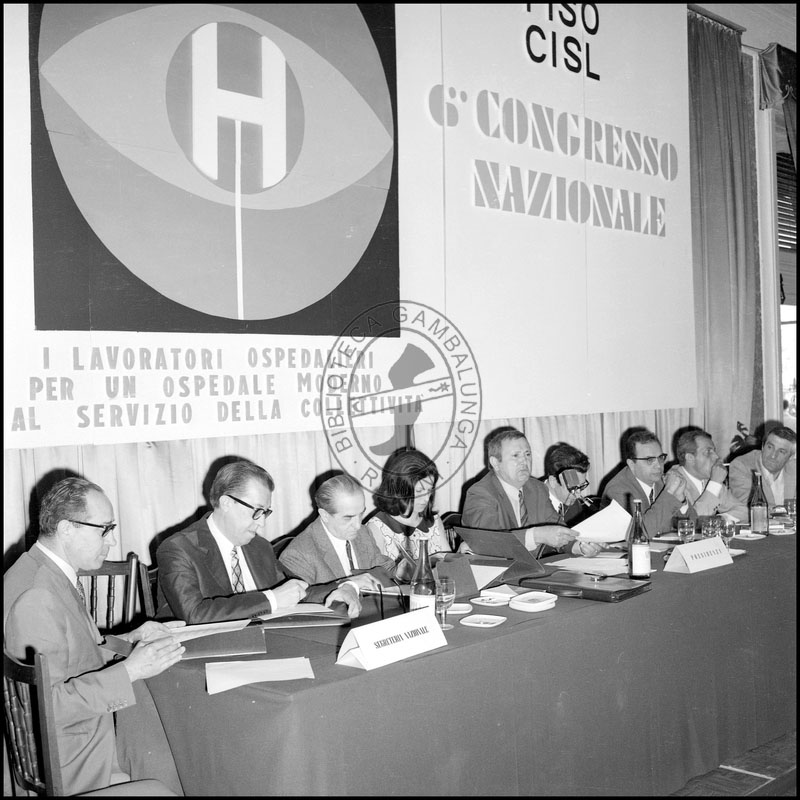 H
FISO
CISL
6° CONGRESSO
NAZIONALE
I LAVORATORI OSPEDALIERI
PER UN OSPEDALE MODERNO
AL SERVIZIO DELLA COLLETTIVITÀ
BIBLIOTECA GAMBALUNGA
RIMINI
SEGRETERIA NAZIONALE
PRESIDENZA